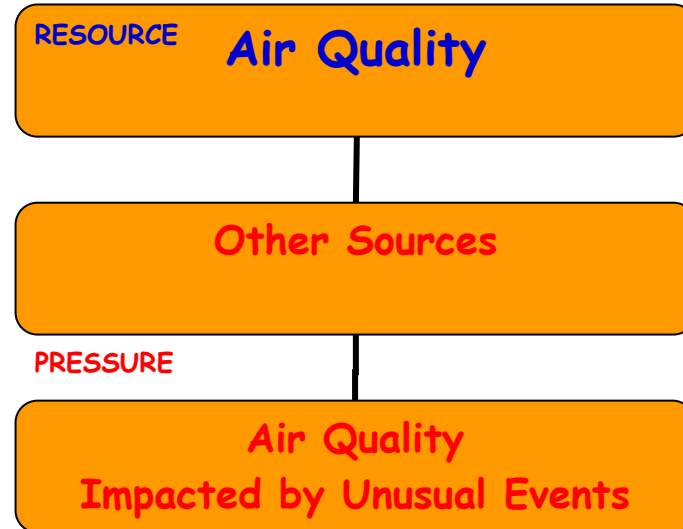 RESOURCE
Air Quality
Other Sources
PRESSURE
Air Quality
Impacted by Unusual Events